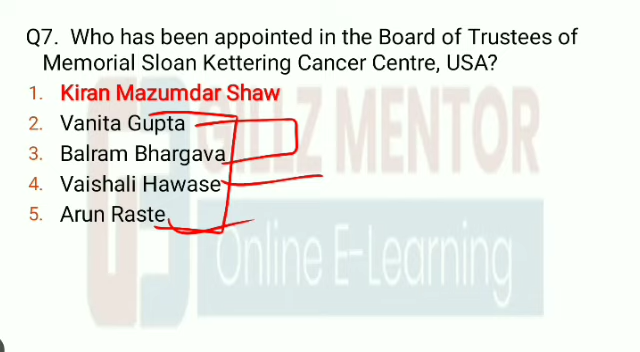 Q7. Who has been appointed in the Board of Trustees of
Memorial Sloan Kettering Cancer Centre, USA?
1. Kiran Mazumdar Shaw
2. Vanita Gupta
3. Balram Bhargava
4. Vaishali Hawase
5. Arun Raste
MENTOR
Online E-Learning